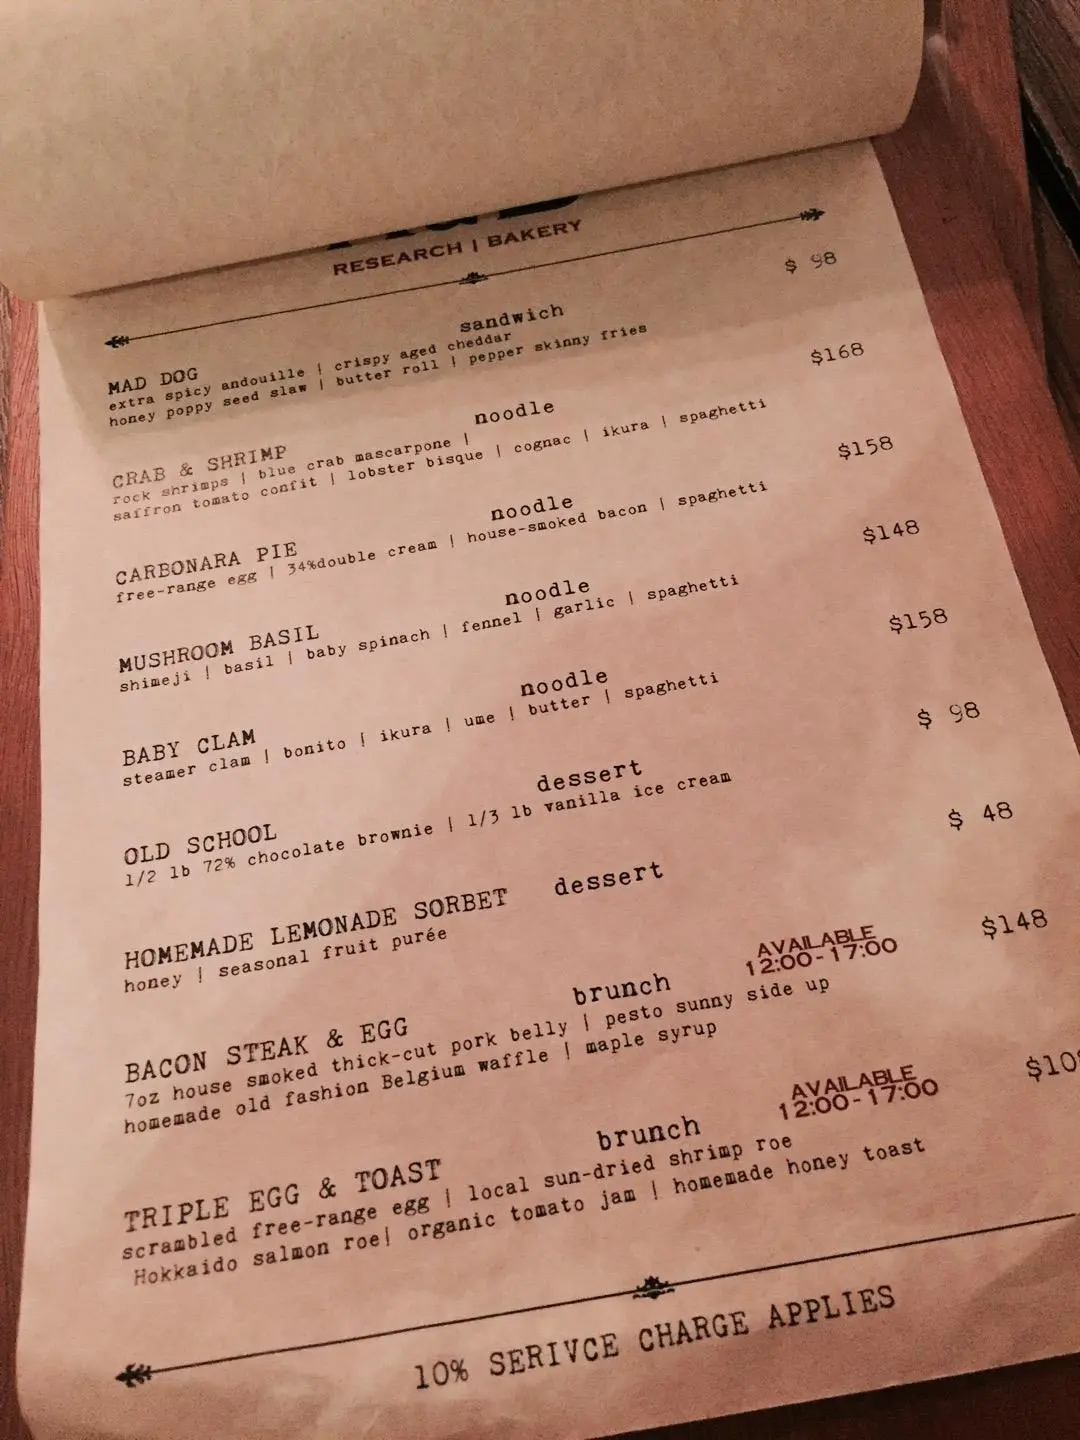 RESEARCH | BAKERY
MAD DOG sandwich $ 98
extra spicy andouille | crispy aged cheddar
honey poppy seed slaw | butter roll | pepper skinny fries
CRAB & SHRIMP noodle $168
rock shrimps | blue crab mascarpone |
saffron tomato confit | lobster bisque | cognac | ikura | spaghetti
CARBONARA PIE noodle $158
free-range egg | 34%double cream | house-smoked bacon | spaghetti
MUSHROOM BASIL noodle $148
shimeji | basil | baby spinach | fennel | garlic | spaghetti
BABY CLAM noodle $158
steamer clam | bonito | ikura | ume | butter | spaghetti
OLD SCHOOL dessert $ 98
1/2 lb 72% chocolate brownie | 1/3 lb vanilla ice cream
HOMEMADE LEMONADE SORBET dessert $ 48
honey | seasonal fruit purée
BACON STEAK & EGG brunch AVAILABLE $148
12:00-17:00
7oz house smoked thick-cut pork belly | pesto sunny side up
homemade old fashion Belgium waffle | maple syrup
TRIPLE EGG & TOAST brunch AVAILABLE
12:00-17:00
scrambled free-range egg | local sun-dried shrimp roe
Hokkaido salmon roe| organic tomato jam | homemade honey toast
10% SERIVCE CHARGE APPLIES